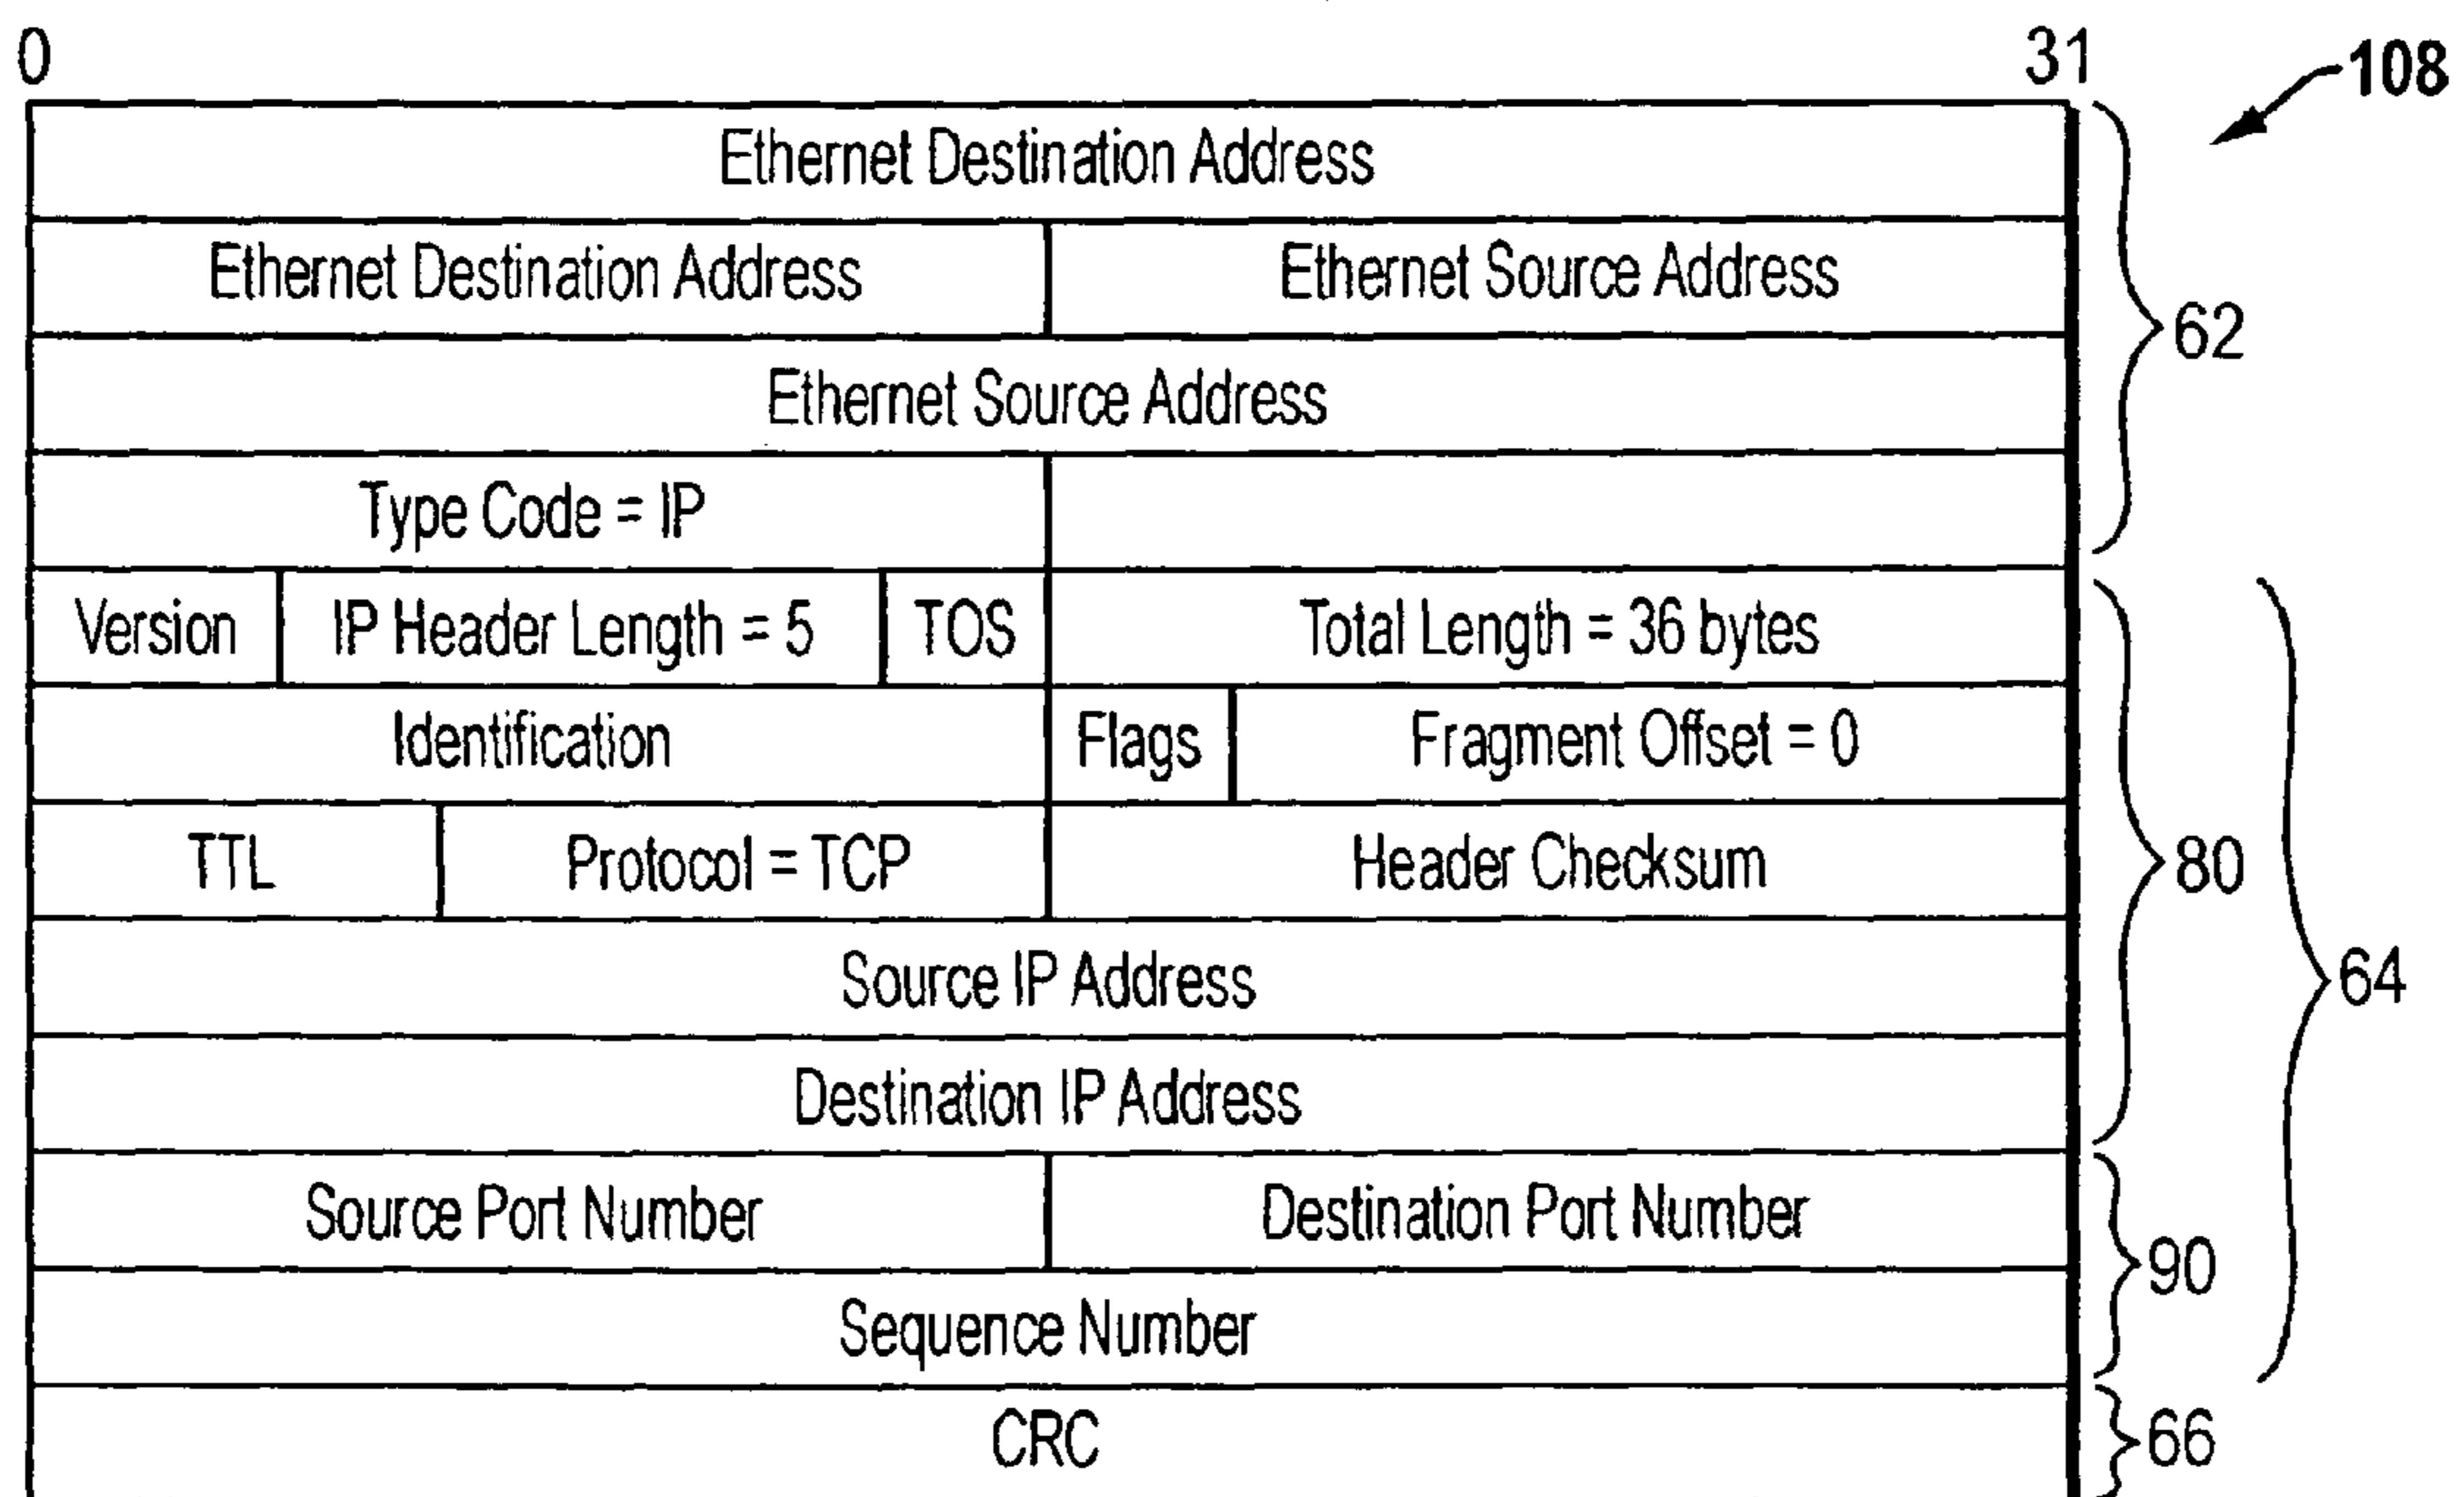 0 31 108
Ethernet Destination Address
Ethernet Destination Address Ethernet Source Address
62
Ethernet Source Address
Type Code = IP
Version IP Header Length = 5 TOS Total Length = 36 bytes
Identification Flags Fragment Offset = 0
TTL Protocol = TCP Header Checksum 80
Source IP Address 64
Destination IP Address
Source Port Number Destination Port Number
90
Sequence Number
CRC 66